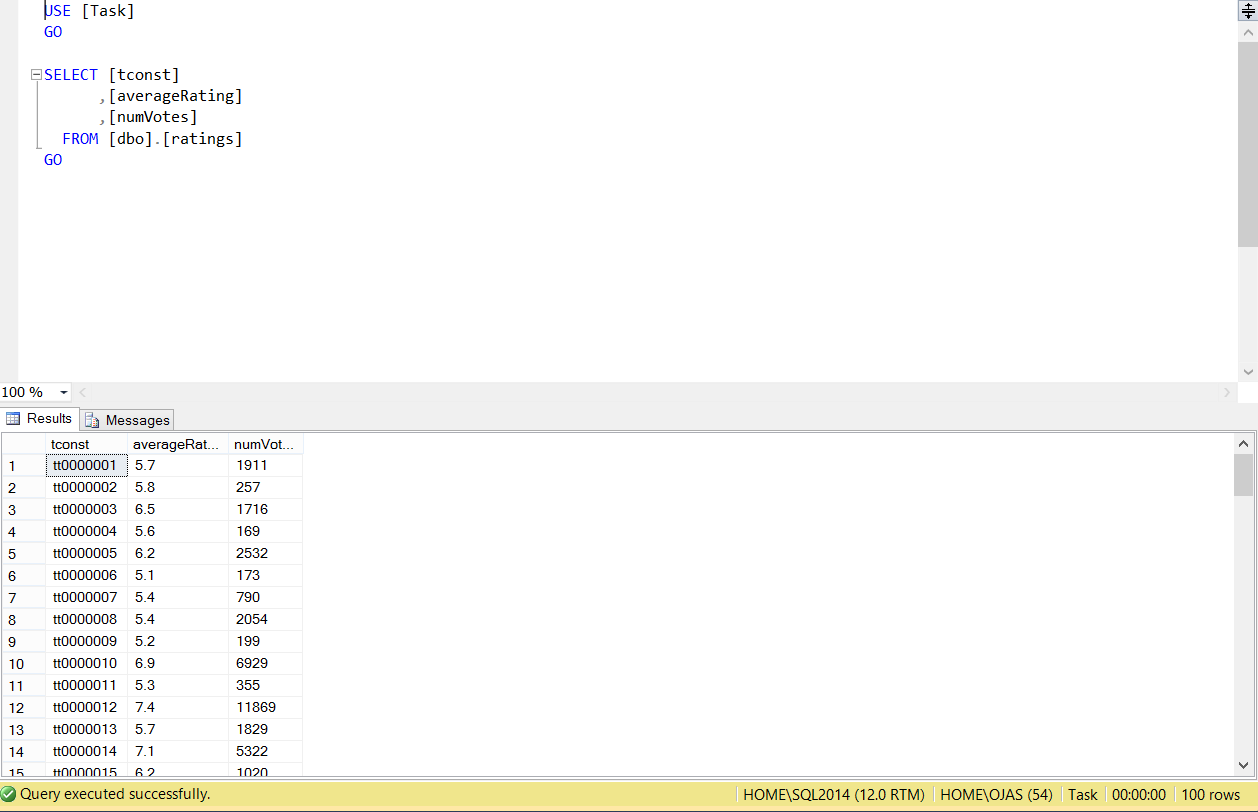 USE [Task]
GO
SELECT [tconst]
,[averageRating]
,[numVotes]
FROM [dbo].[ratings]
GO
100 %
Results Messages
tconst averageRat... numVot...
1 tt0000001 5.7 1911
2 tt0000002 5.8 257
3 tt0000003 6.5 1716
4 tt0000004 5.6 169
5 tt0000005 6.2 2532
6 tt0000006 5.1 173
7 tt0000007 5.4 790
8 tt0000008 5.4 2054
9 tt0000009 5.2 199
10 tt0000010 6.9 6929
11 tt0000011 5.3 355
12 tt0000012 7.4 11869
13 tt0000013 5.7 1829
14 tt0000014 7.1 5322
15 tt0000015 6.2 1020
Query executed successfully. HOME\SQL2014 (12.0 RTM) HOME\OJAS (54) Task 00:00:00 100 rows